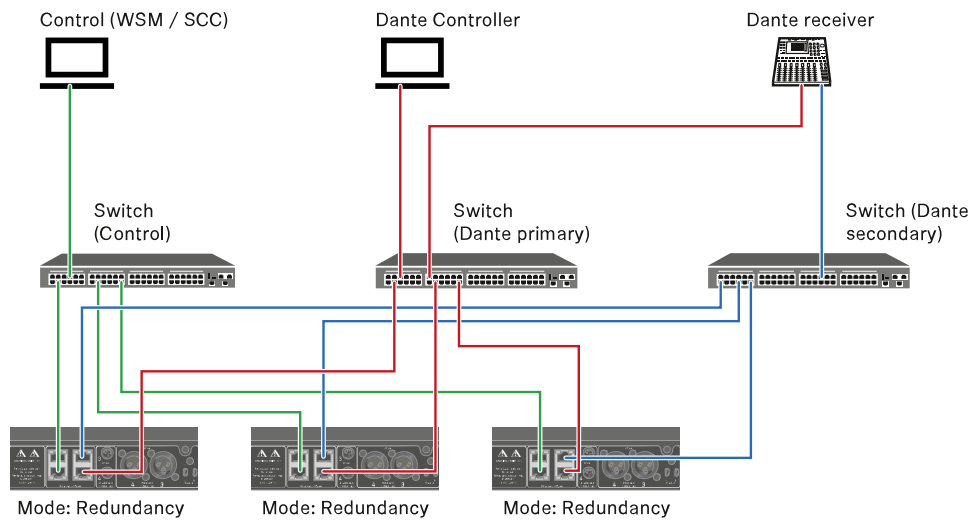 Control (WSM / SCC)
Dante Controller
Dante receiver
Switch
(Control)
Switch
(Dante primary)
Switch (Dante
secondary)
Mode: Redundancy
Mode: Redundancy
Mode: Redundancy